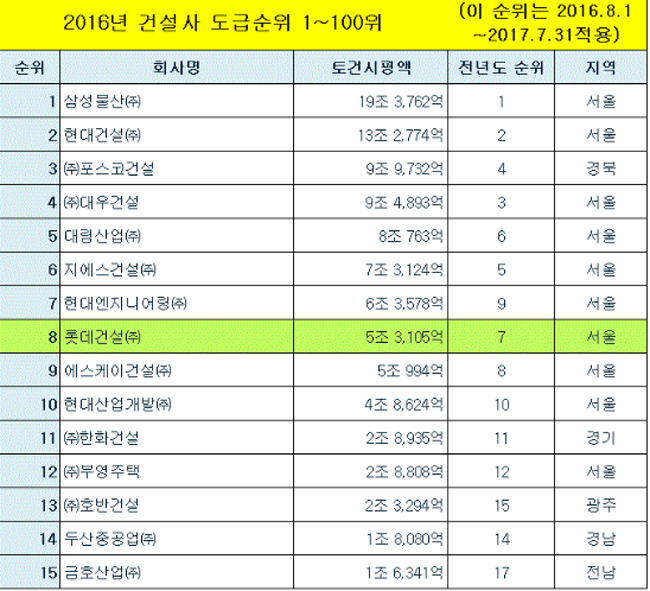 2016년 건설사 도급순위 1~100위
(이 순위는 2016.8.1
~2017.7.31적용)
순위 회사명 토건시평액 전년도 순위 지역
1 삼성물산㈜ 19조 3,762억 1 서울
2 현대건설㈜ 13조 2,774억 2 서울
3 ㈜포스코건설 9조 9,732억 4 경북
4 ㈜대우건설 9조 4,893억 3 서울
5 대림산업㈜ 8조 763억 6 서울
6 지에스건설㈜ 7조 3,124억 5 서울
7 현대엔지니어링㈜ 6조 3,578억 9 서울
8 롯데건설㈜ 5조 3,105억 7 서울
9 에스케이건설㈜ 5조 994억 8 서울
10 현대산업개발㈜ 4조 8,624억 10 서울
11 ㈜한화건설 2조 8,935억 11 경기
12 ㈜부영주택 2조 8,808억 12 서울
13 ㈜호반건설 2조 3,294억 15 광주
14 두산중공업㈜ 1조 8,080억 14 경남
15 금호산업㈜ 1조 6,341억 17 전남